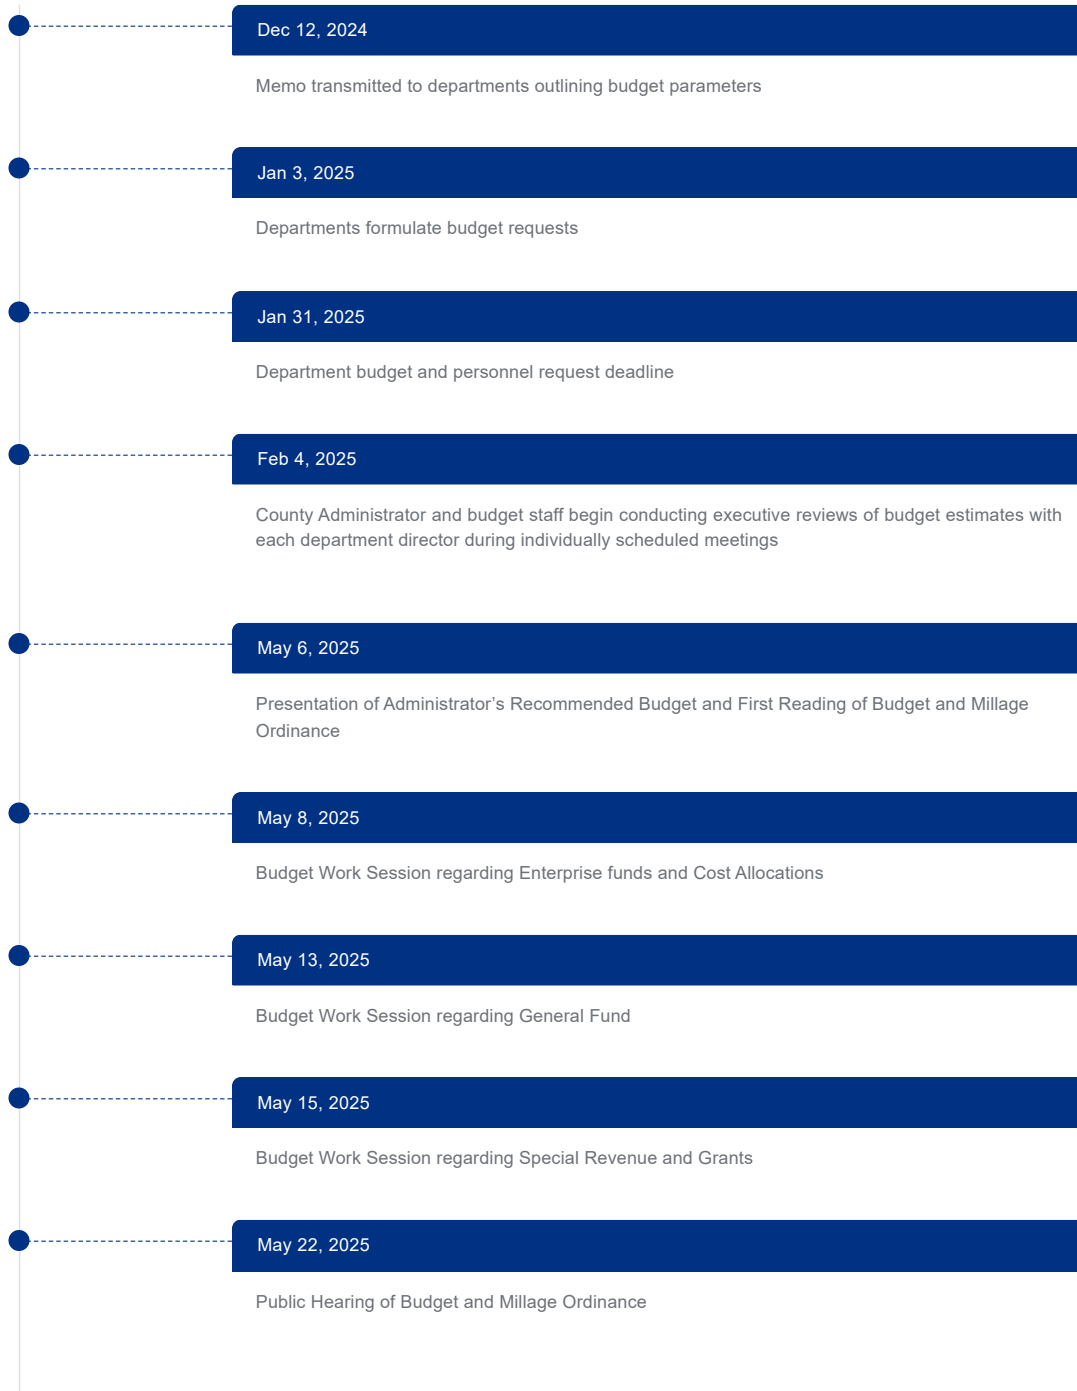 Dec 12, 2024
Memo transmitted to departments outlining budget parameters
Jan 3, 2025
Departments formulate budget requests
Jan 31, 2025
Department budget and personnel request deadline
Feb 4, 2025
County Administrator and budget staff begin conducting executive reviews of budget estimates with
each department director during individually scheduled meetings
May 6, 2025
Presentation of Administrator’s Recommended Budget and First Reading of Budget and Millage
Ordinance
May 8, 2025
Budget Work Session regarding Enterprise funds and Cost Allocations
May 13, 2025
Budget Work Session regarding General Fund
May 15, 2025
Budget Work Session regarding Special Revenue and Grants
May 22, 2025
Public Hearing of Budget and Millage Ordinance